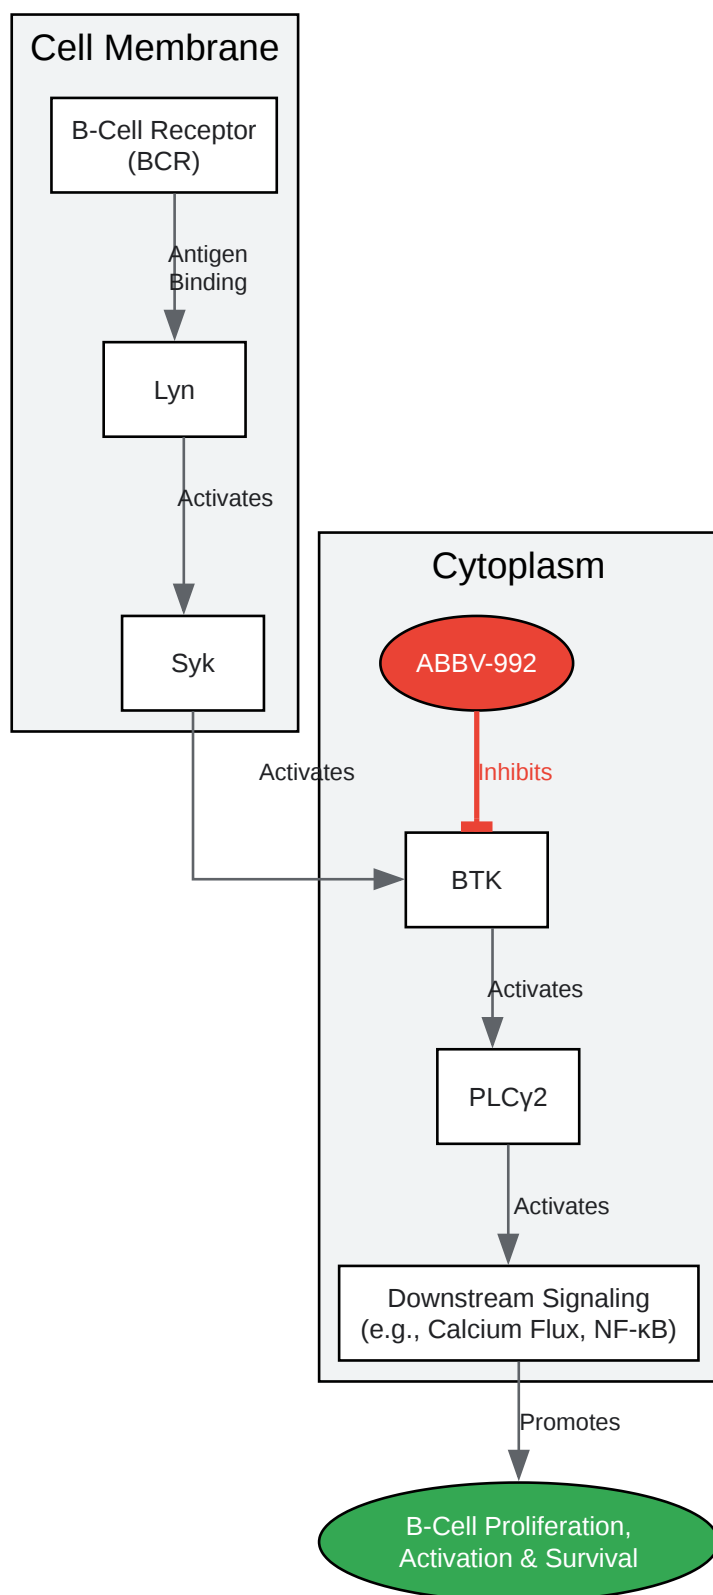 Cell Membrane
B-Cell Receptor
(BCR)
Antigen
Binding
Lyn
Activates
Syk
Cytoplasm
ABBV-992
Activates
Inhibits
BTK
Activates
PLCγ2
Activates
Downstream Signaling
(e.g., Calcium Flux, NF-κB)
Promotes
B-Cell Proliferation,
Activation & Survival